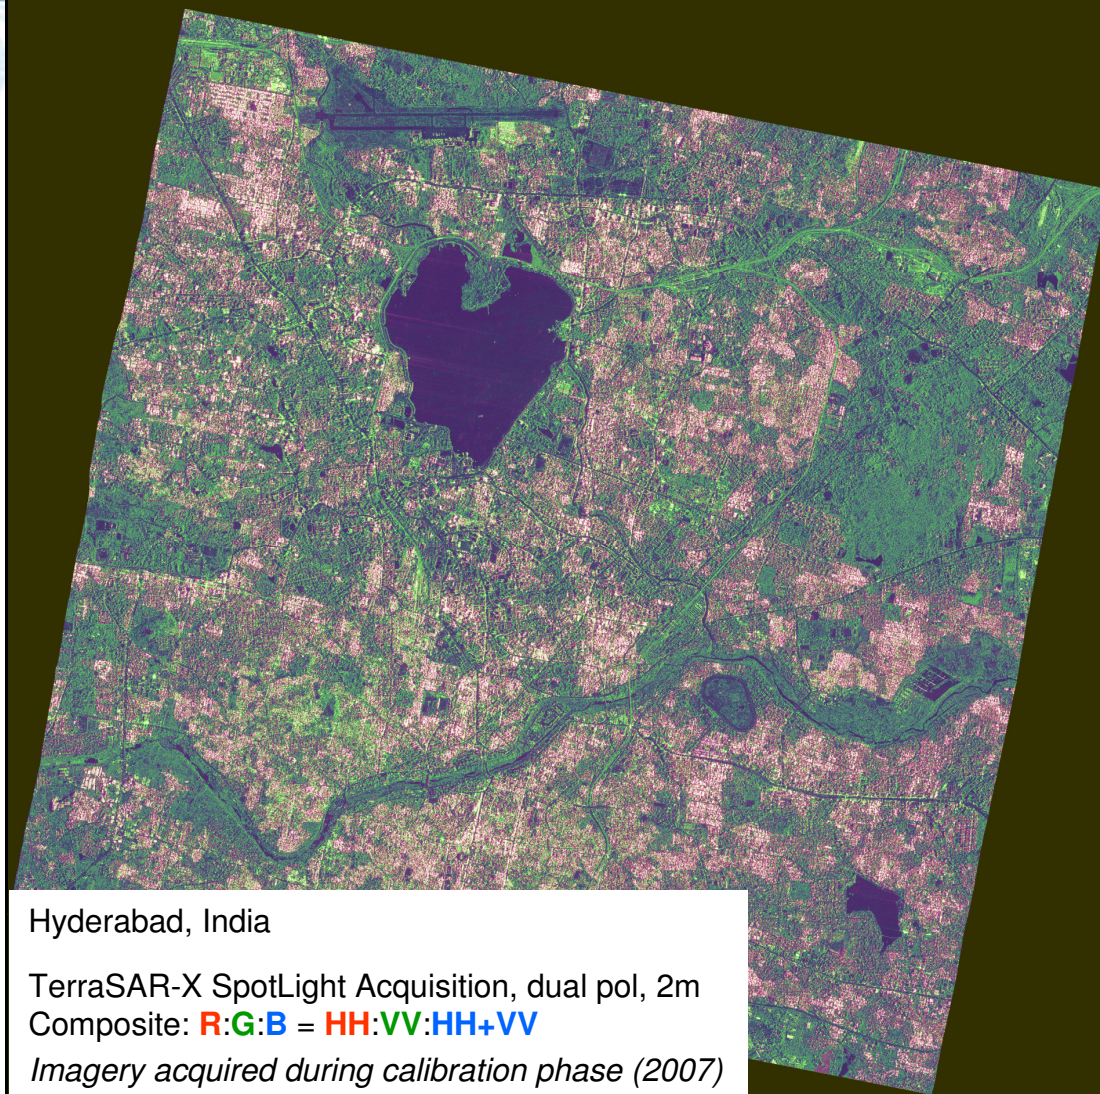 Hyderabad, India
TerraSAR-X SpotLight Acquisition, dual pol, 2m
Composite: R:G:B = HH:VV:HH+VV
Imagery acquired during calibration phase (2007)